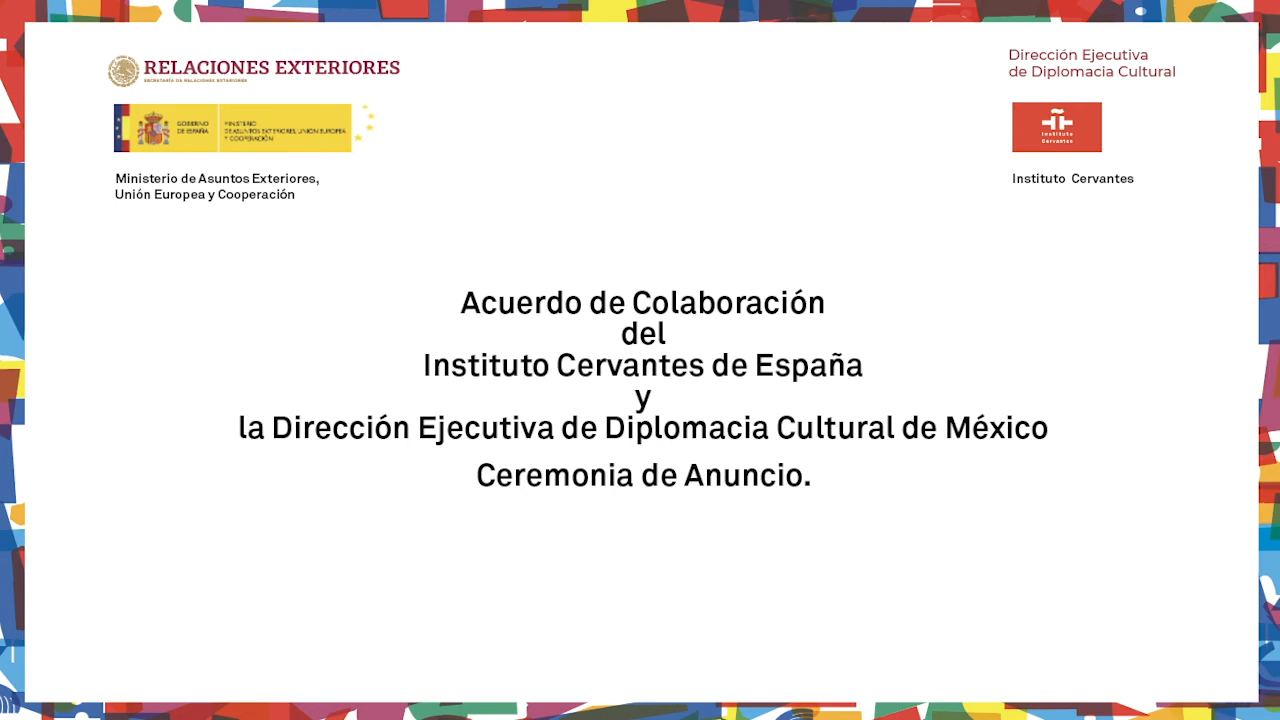 RELACIONES EXTERIORES
SECRETARÍA DE RELACIONES EXTERIORES
Dirección Ejecutiva
de Diplomacia Cultural
GOBIERNO
DE ESPAÑA
MINISTERIO
DE ASUNTOS EXTERIORES, UNIÓN EUROPEA
Y COOPERACIÓN
Instituto
Cervantes
Ministerio de Asuntos Exteriores,
Unión Europea y Cooperación
Instituto Cervantes
Acuerdo de Colaboración
del
Instituto Cervantes de España
y
la Dirección Ejecutiva de Diplomacia Cultural de México
Ceremonia de Anuncio.